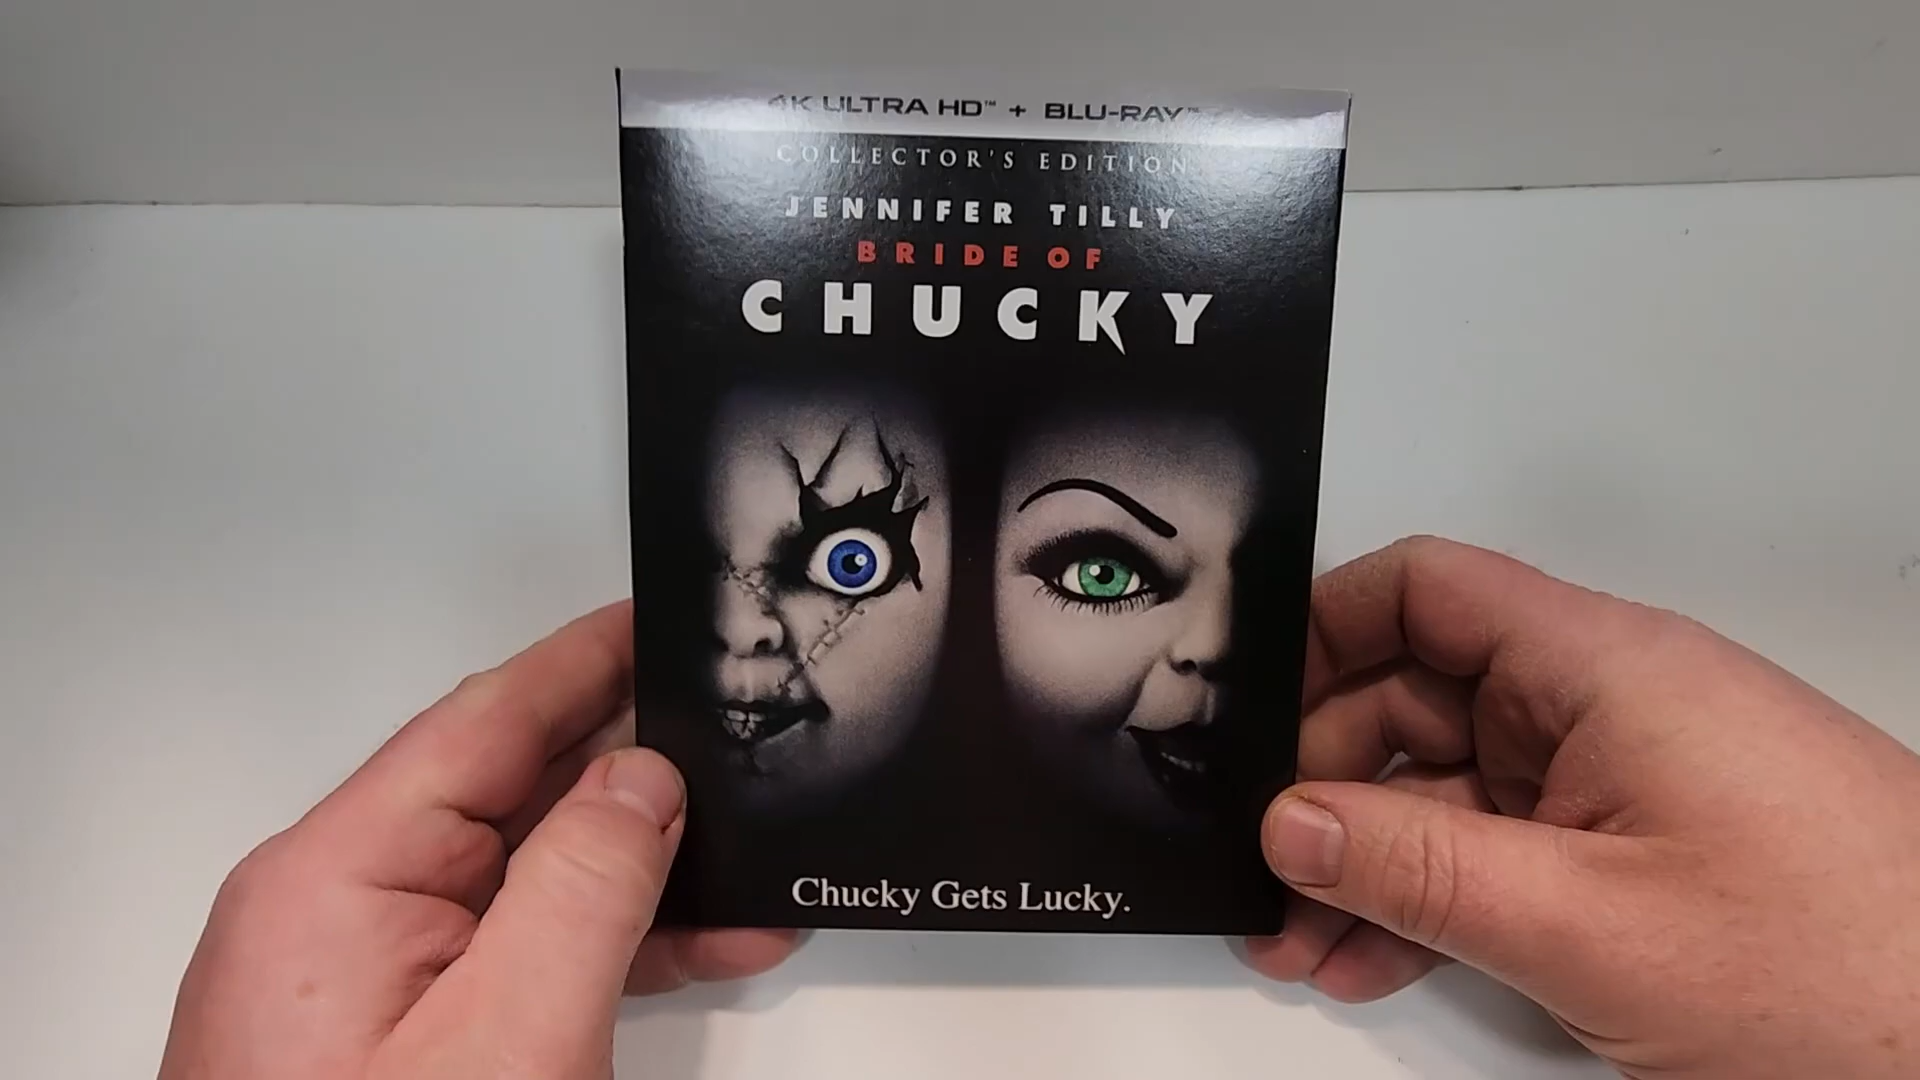 4K ULTRA HD™ + BLU-RAY™
COLLECTOR'S EDITION
JENNIFER TILLY
BRIDE OF
CHUCKY
Chucky Gets Lucky.